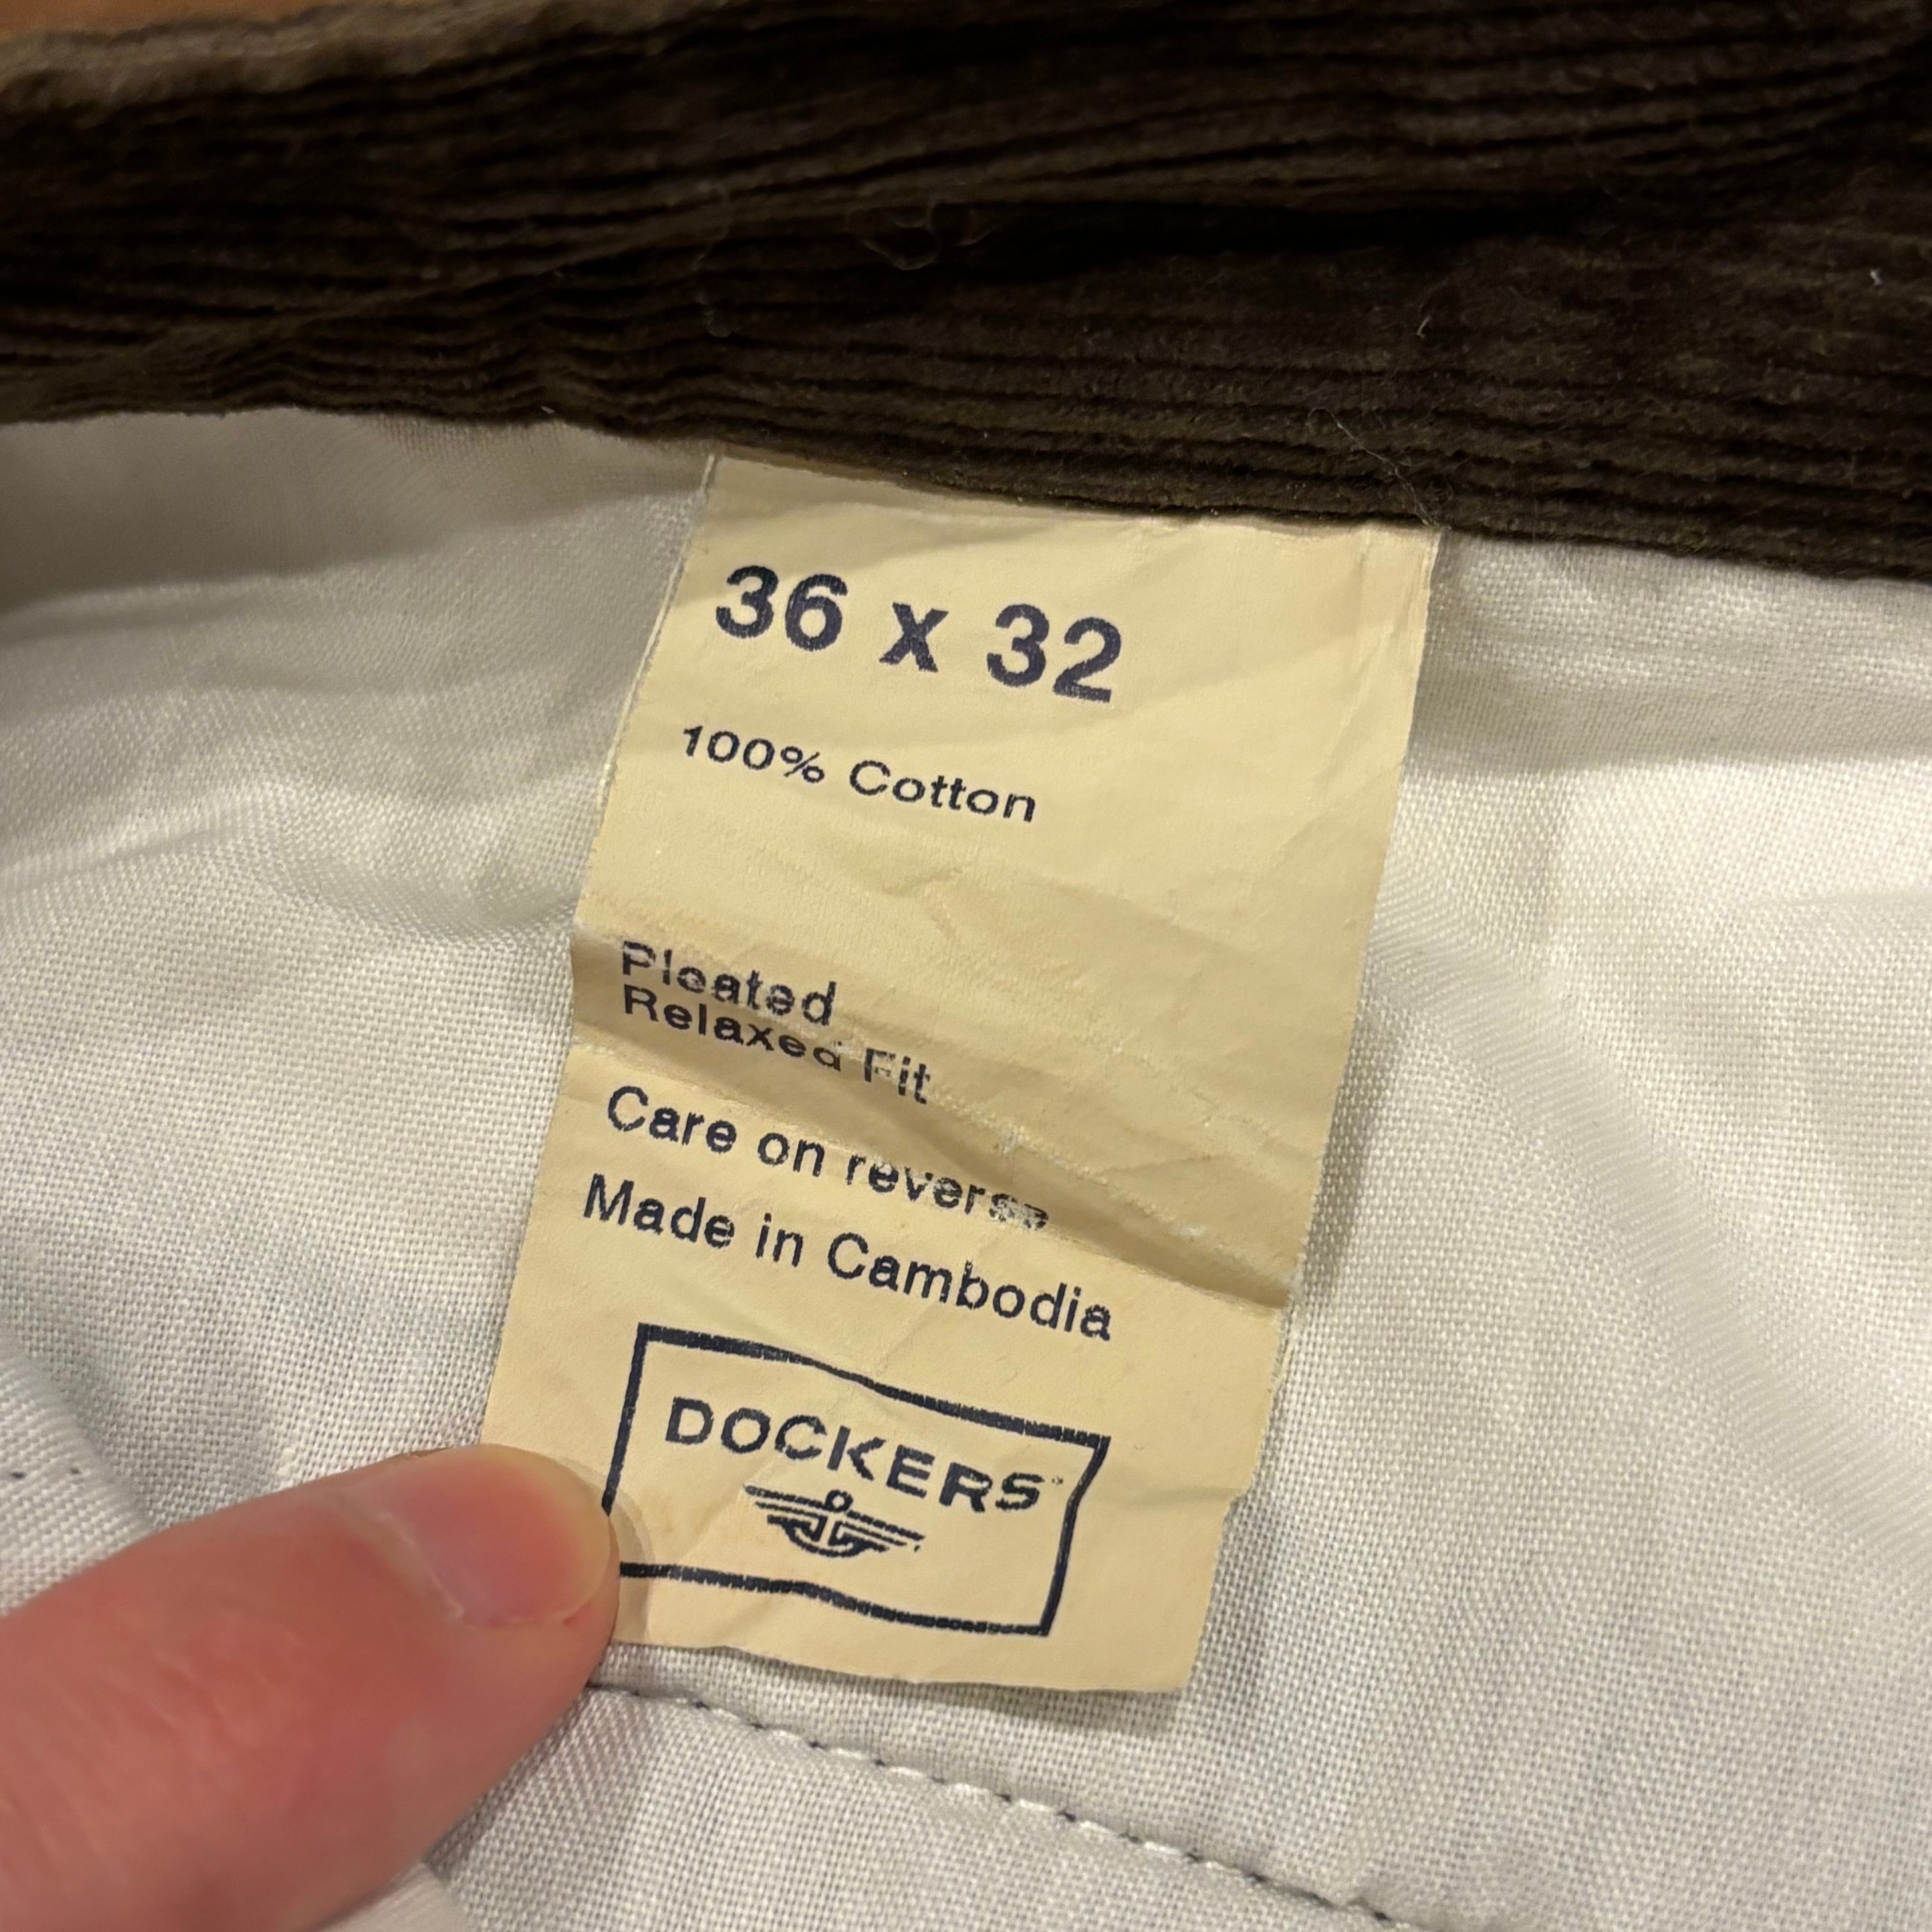 36 x 32
100% Cotton
Pleated
Relaxed Fit
Care on reverse
Made in Cambodia
DOCKERS